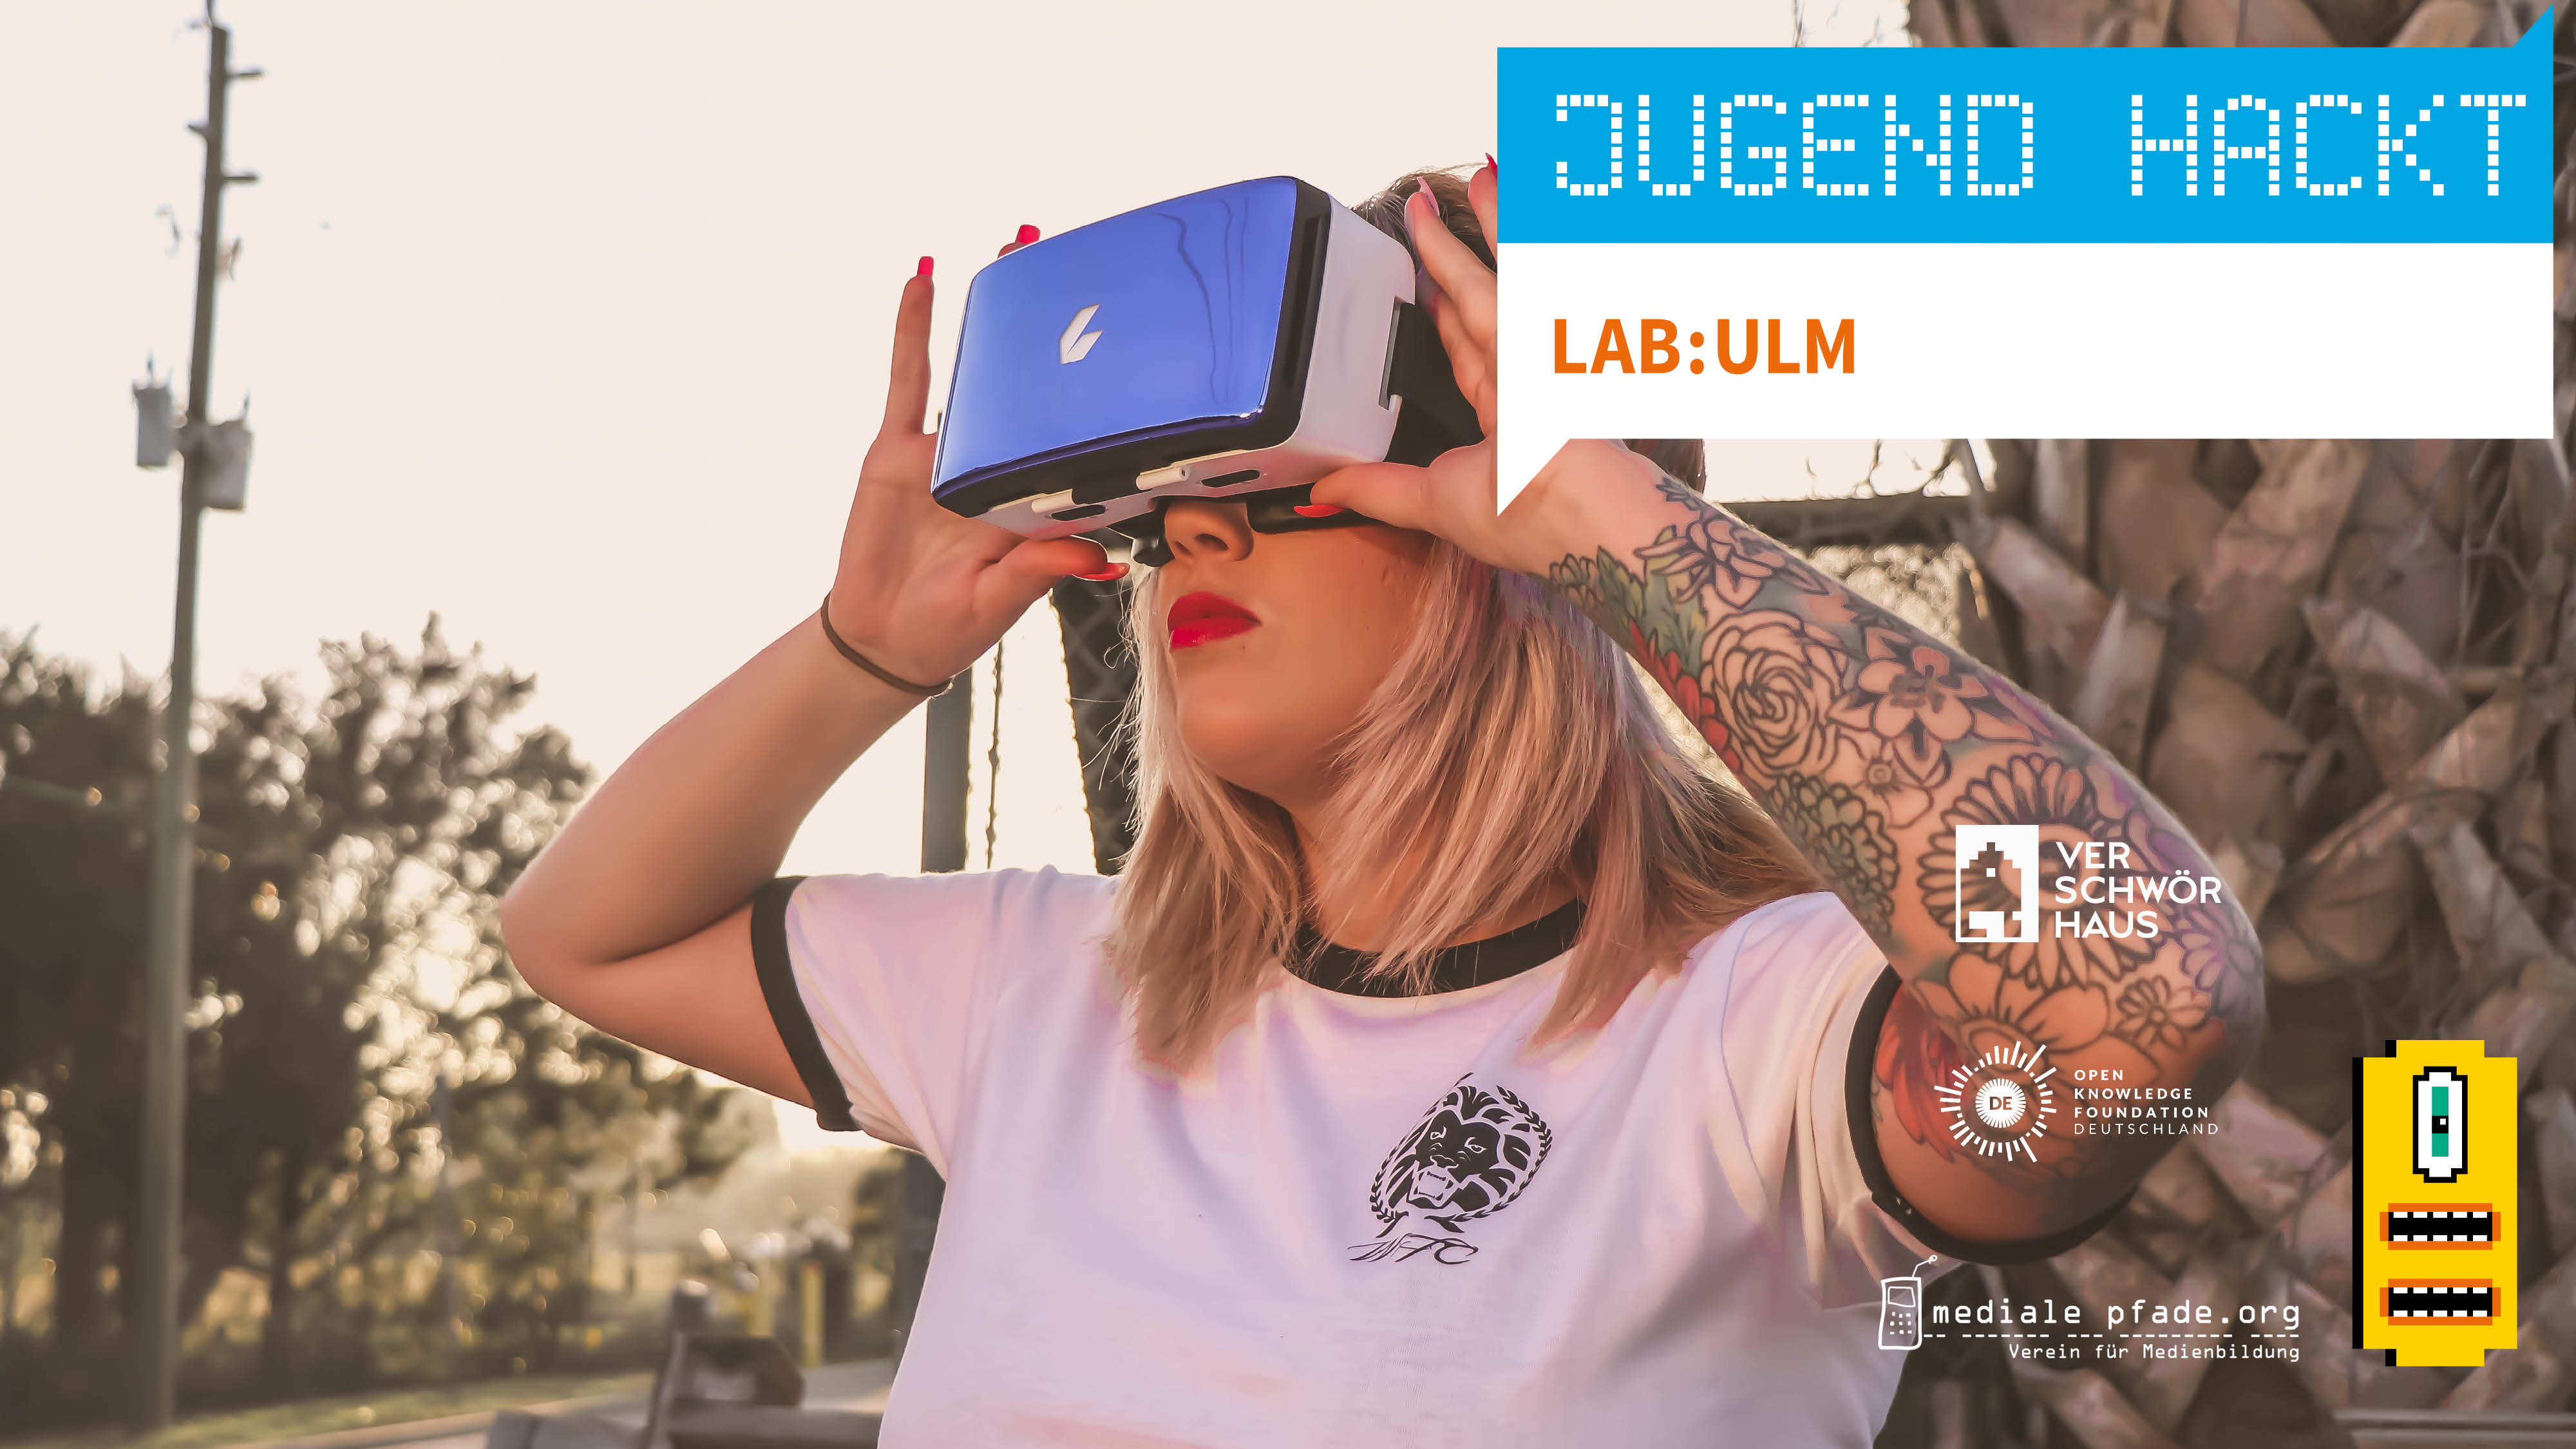 JUGEND HACKT
LAB:ULM
VER
SCHWÖR
HAUS
DE
OPEN
KNOWLEDGE
FOUNDATION
DEUTSCHLAND
mediale pfade.org
Verein für Medienbildung